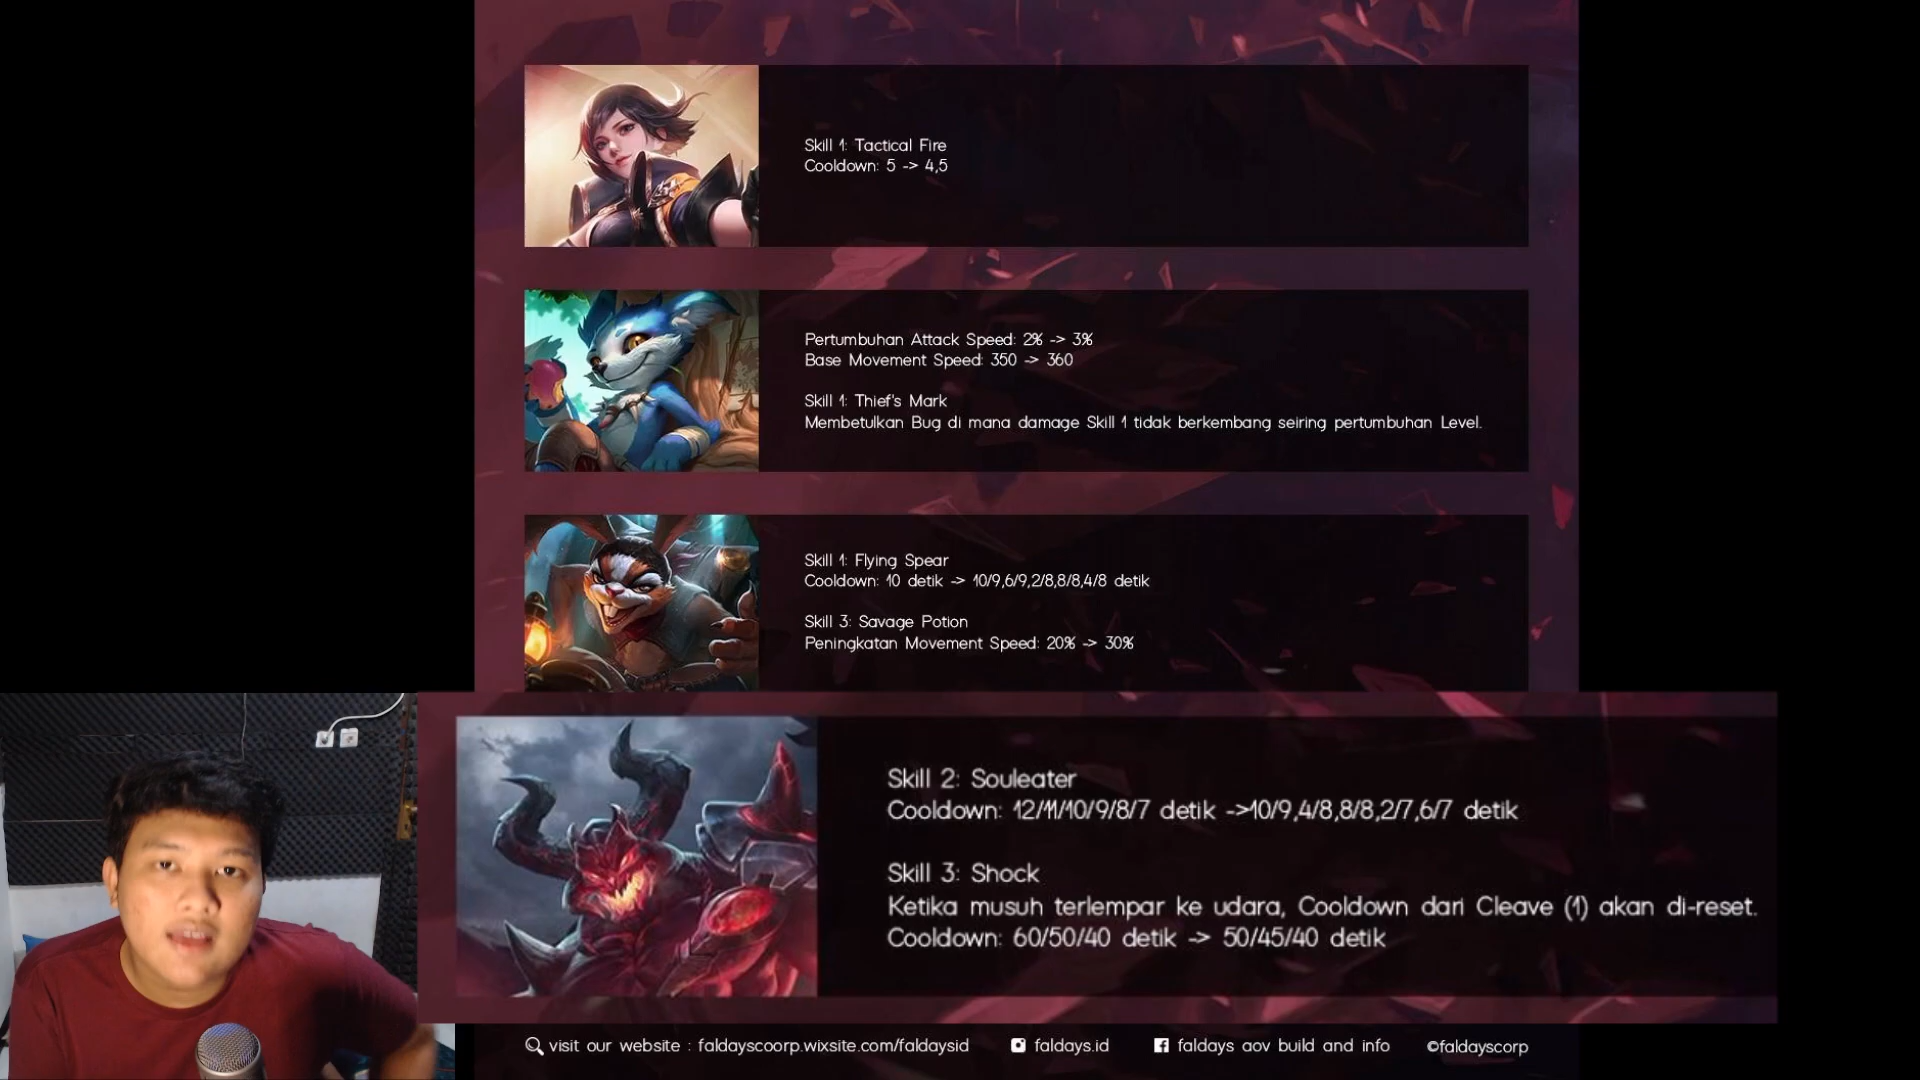 Skill 1: Tactical Fire
Cooldown: 5 -> 4,5
Pertumbuhan Attack Speed: 2% -> 3%
Base Movement Speed: 350 -> 360
Skill 1: Thief's Mark
Membetulkan Bug di mana damage Skill 1 tidak berkembang seiring pertumbuhan Level.
Skill 1: Flying Spear
Cooldown: 10 detik -> 10/9,6/9,2/8,8/8,4/8 detik
Skill 3: Savage Potion
Peningkatan Movement Speed: 20% -> 30%
Skill 2: Souleater
Cooldown: 12/11/10/9/8/7 detik ->10/9,4/8,8/8,2/7,6/7 detik
Skill 3: Shock
Ketika musuh terlempar ke udara, Cooldown dari Cleave (1) akan di-reset.
Cooldown: 60/50/40 detik -> 50/45/40 detik
visit our website : faldayscoorp.wixsite.com/faldaysid faldays.id faldays aov build and info ©faldayscorp